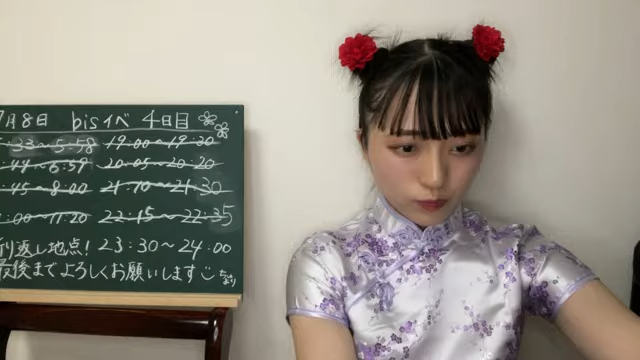 7月8日 bisイベ 4日目
33〜5:58 19:00〜19:30
:44〜6:59 20:05〜20:20
:45〜8:00 21:10〜21:30
:00〜11:20 22:15〜22:35
折り返し地点! 23:30〜24:00
最後までよろしくお願いします